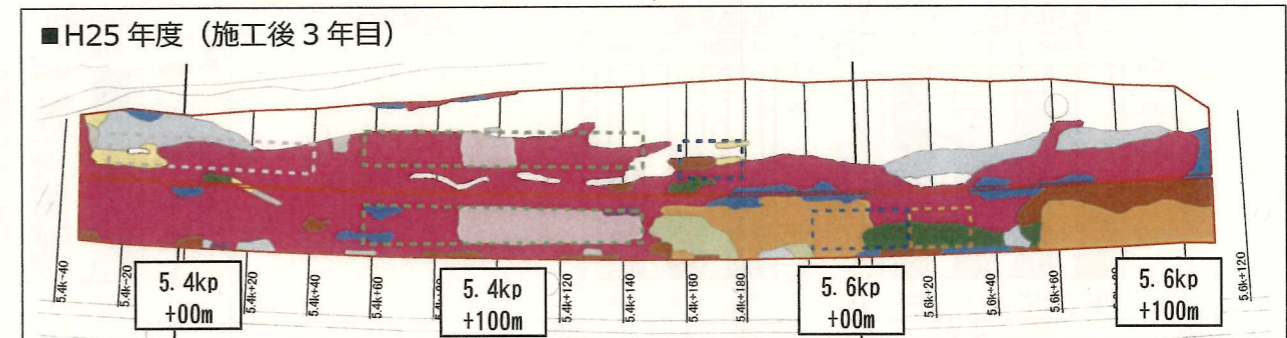 ■H25 年度（施工後 3 年目）
5.4k-40
5.4k-20
5. 4kp
+00m
5.4k+20
5.4k+40
5.4k+60
5. 4kp
+100m
5.4k+120
5.4k+140
5.4k+160
5.4k+180
5. 6kp
+00m
5.6k+20
5.6k+40
5.6k+60
5. 6kp
+100m
5.6k+120